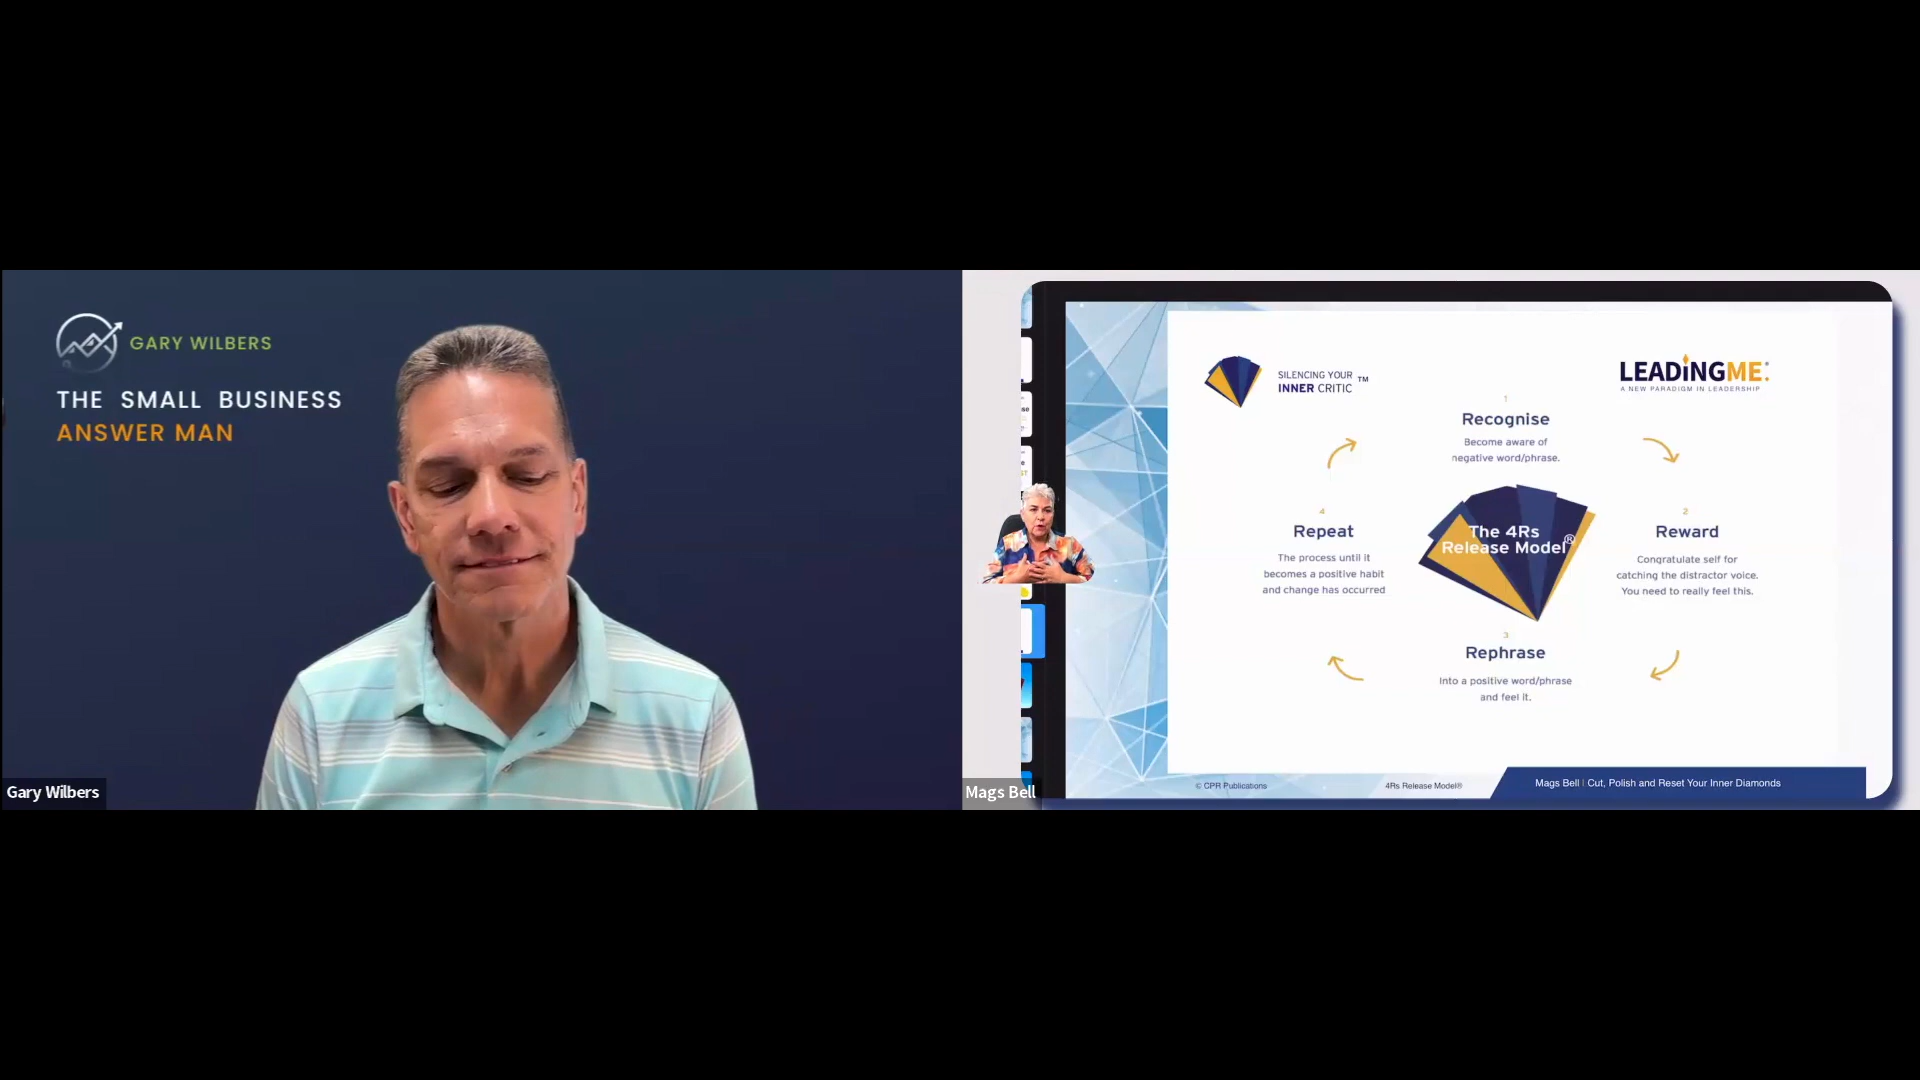 GARY WILBERS
THE SMALL BUSINESS
ANSWER MAN
Gary Wilbers
SILENCING YOUR
INNER CRITIC ™
LEADiNGME:
A NEW PARADIGM IN LEADERSHIP
1
Recognise
Become aware of
negative word/phrase.
4
Repeat
The process until it
becomes a positive habit
and change has occurred
The 4Rs
Release Model®
2
Reward
Congratulate self for
catching the distractor voice.
You need to really feel this.
3
Rephrase
Into a positive word/phrase
and feel it.
Mags Bell
© CPR Publications
4Rs Release Model®
Mags Bell | Cut, Polish and Reset Your Inner Diamonds